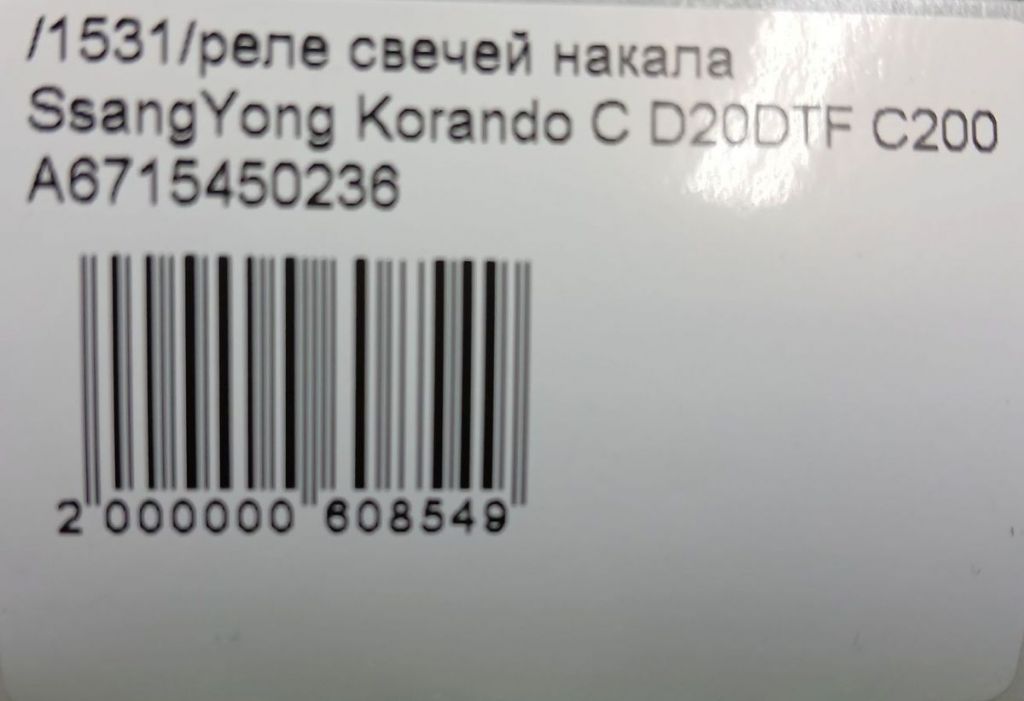 /1531/реле свечей накала
SsangYong Korando C D20DTF C200
A6715450236
2 000000 608549